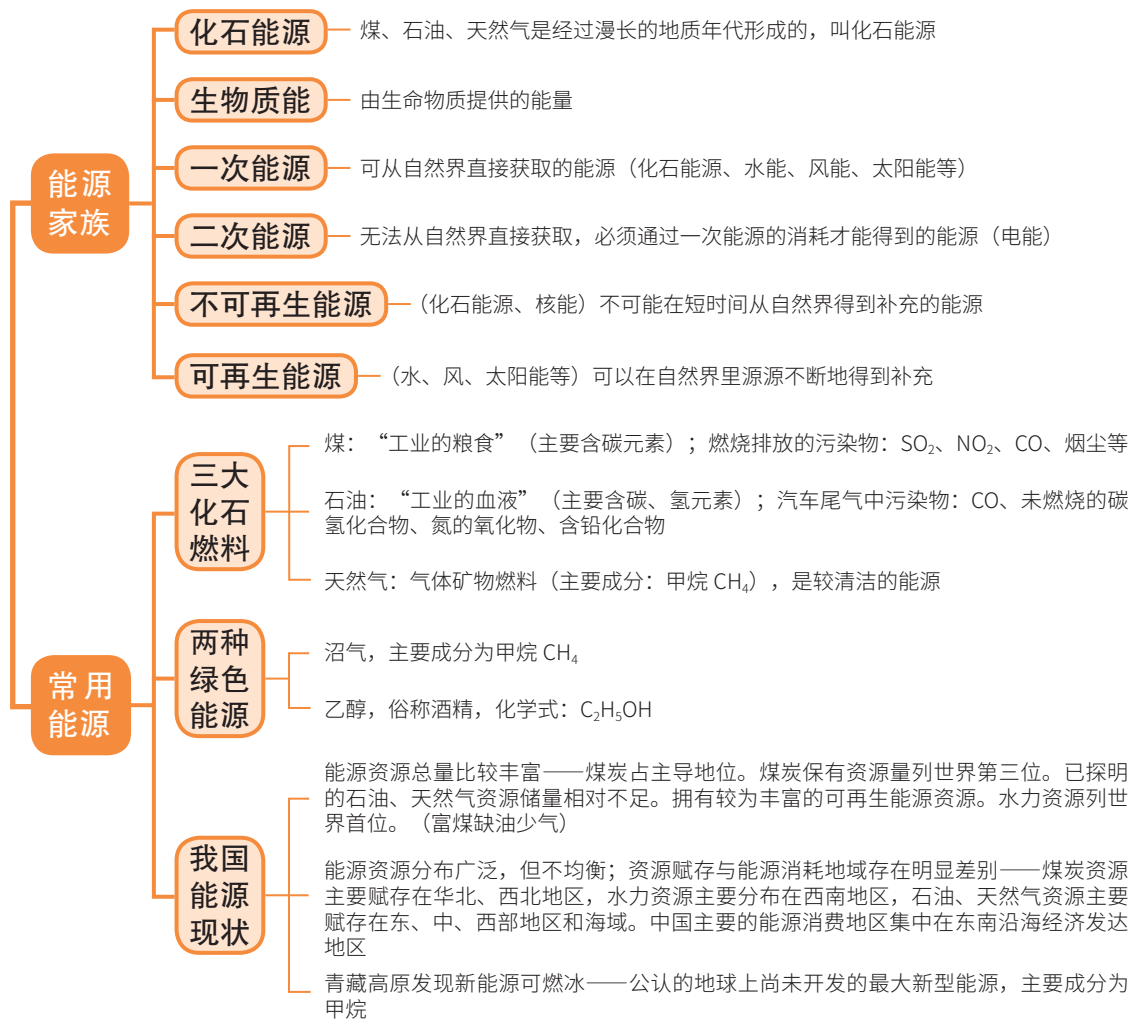 能源
家族
化石能源
煤、石油、天然气是经过漫长的地质年代形成的，叫化石能源
生物质能
由生命物质提供的能量
一次能源
可从自然界直接获取的能源（化石能源、水能、风能、太阳能等）
二次能源
无法从自然界直接获取，必须通过一次能源的消耗才能得到的能源（电能）
不可再生能源
（化石能源、核能）不可能在短时间从自然界得到补充的能源
可再生能源
（水、风、太阳能等）可以在自然界里源源不断地得到补充
常用
能源
三大
化石
燃料
煤：“工业的粮食”（主要含碳元素）；燃烧排放的污染物：SO₂、NO₂、CO、烟尘等
石油：“工业的血液”（主要含碳、氢元素）；汽车尾气中污染物：CO、未燃烧的碳
氢化合物、氮的氧化物、含铅化合物
天然气：气体矿物燃料（主要成分：甲烷 CH₄），是较清洁的能源
两种
绿色
能源
沼气，主要成分为甲烷 CH₄
乙醇，俗称酒精，化学式：C₂H₅OH
我国
能源
现状
能源资源总量比较丰富——煤炭占主导地位。煤炭保有资源量列世界第三位。已探明
的石油、天然气资源储量相对不足。拥有较为丰富的可再生能源资源。水力资源列世
界首位。（富煤缺油少气）
能源资源分布广泛，但不均衡；资源赋存与能源消耗地域存在明显差别——煤炭资源
主要赋存在华北、西北地区，水力资源主要分布在西南地区，石油、天然气资源主要
赋存在东、中、西部地区和海域。中国主要的能源消费地区集中在东南沿海经济发达
地区
青藏高原发现新能源可燃冰——公认的地球上尚未开发的最大新型能源，主要成分为
甲烷